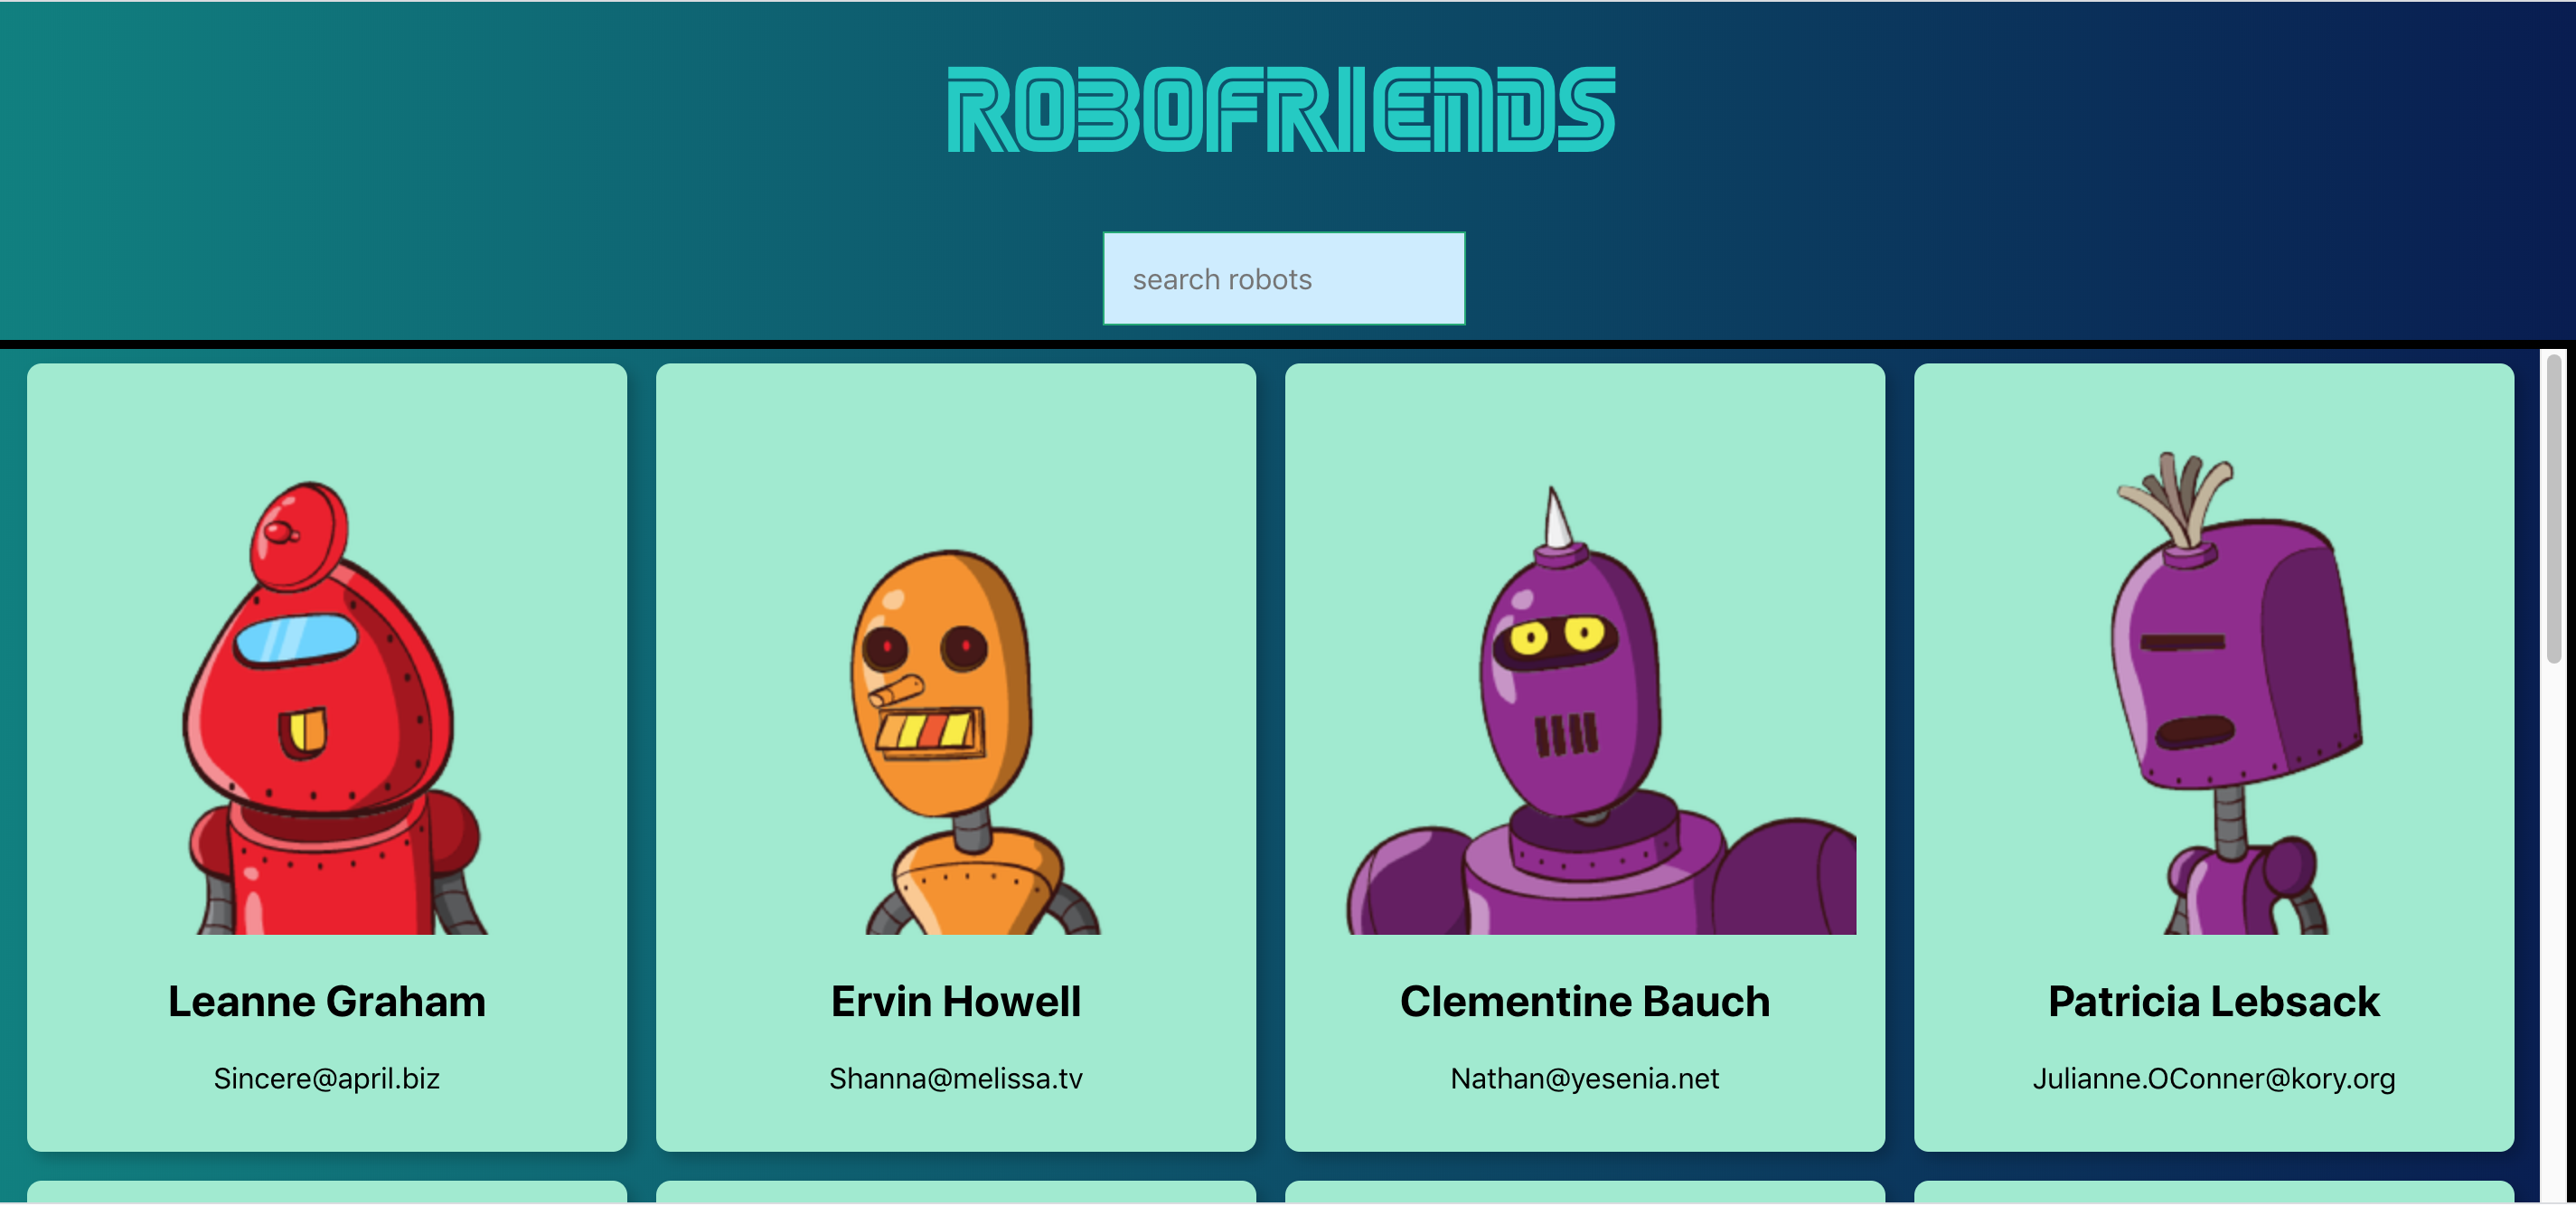 ROBOFRIENDS
search robots
Leanne Graham
Sincere@april.biz
Ervin Howell
Shanna@melissa.tv
Clementine Bauch
Nathan@yesenia.net
Patricia Lebsack
Julianne.OConner@kory.org